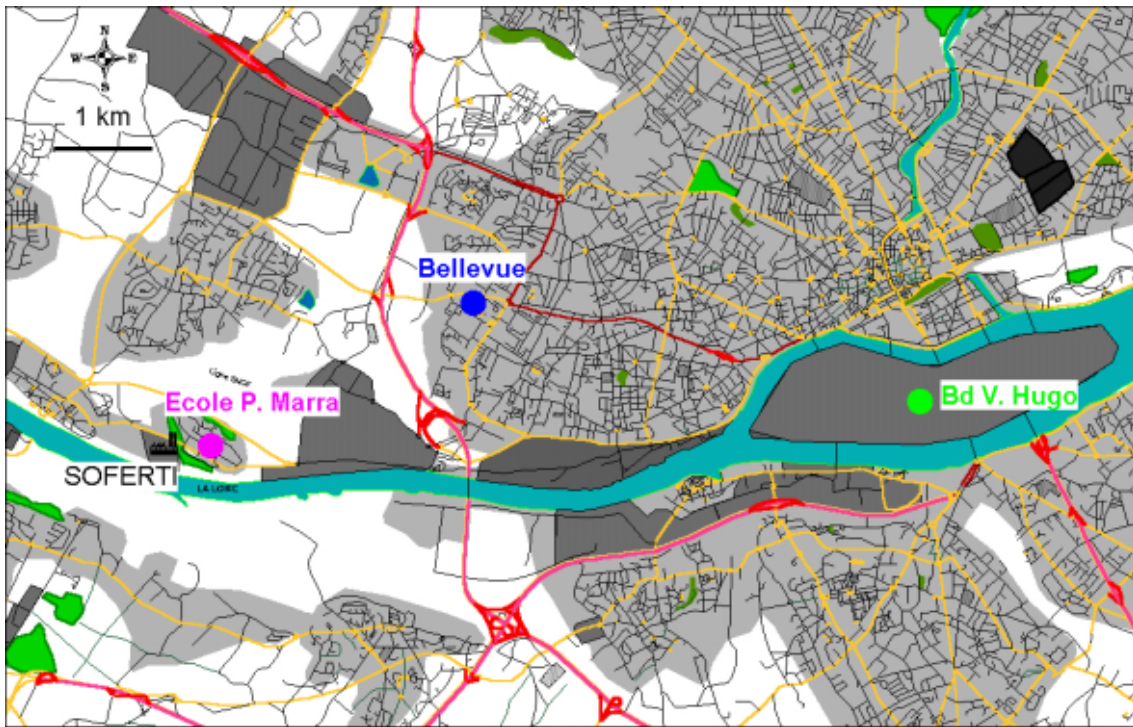 N
W E
S
1 km
Bellevue
Ecole P. Marra
Bd V. Hugo
SOFERTI
LA LOIRE